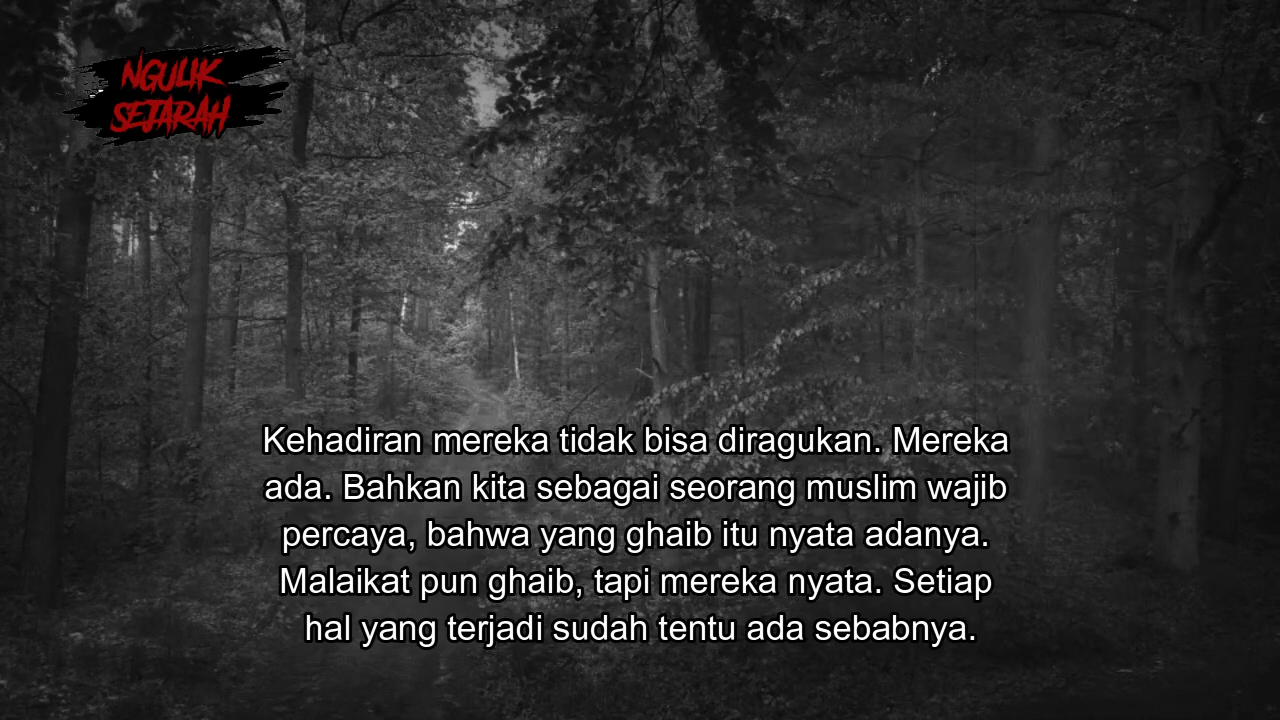 NGULIK
SEJARAH
Kehadiran mereka tidak bisa diragukan. Mereka
ada. Bahkan kita sebagai seorang muslim wajib
percaya, bahwa yang ghaib itu nyata adanya.
Malaikat pun ghaib, tapi mereka nyata. Setiap
hal yang terjadi sudah tentu ada sebabnya.